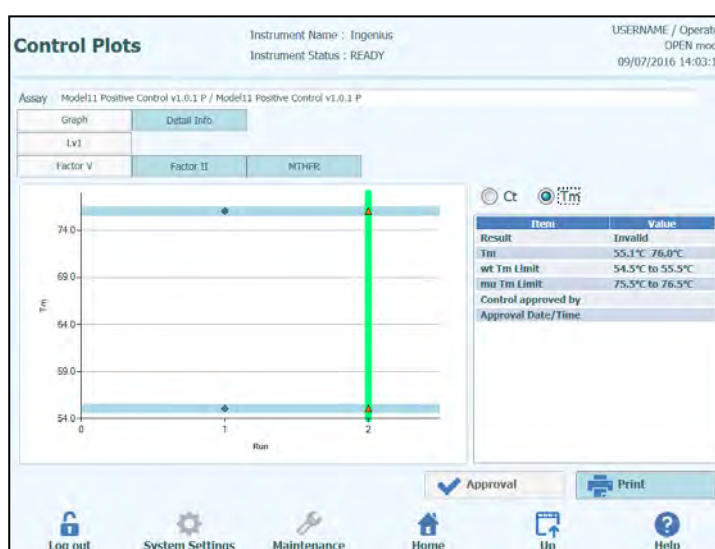 Control Plots
Instrument Name : Ingenius
Instrument Status : READY
USERNAME / Operato
OPEN mod
09/07/2016 14:03:1
Assay Model11 Positive Control v1.0.1 P / Model11 Positive Control v1.0.1 P
Graph Detail Info
Lv1
Factor V Factor II MTHFR
Ct Tm
Item Value
Result Invalid
Tm 55.1°C 76.0°C
wt Tm Limit 54.5°C to 55.5°C
mu Tm Limit 75.5°C to 76.5°C
Control approved by
Approval Date/Time
74.0
69.0
Tm
64.0
59.0
54.0
0 1 2
Run
Approval Print
Log out System Settings Maintenance Home Up Help